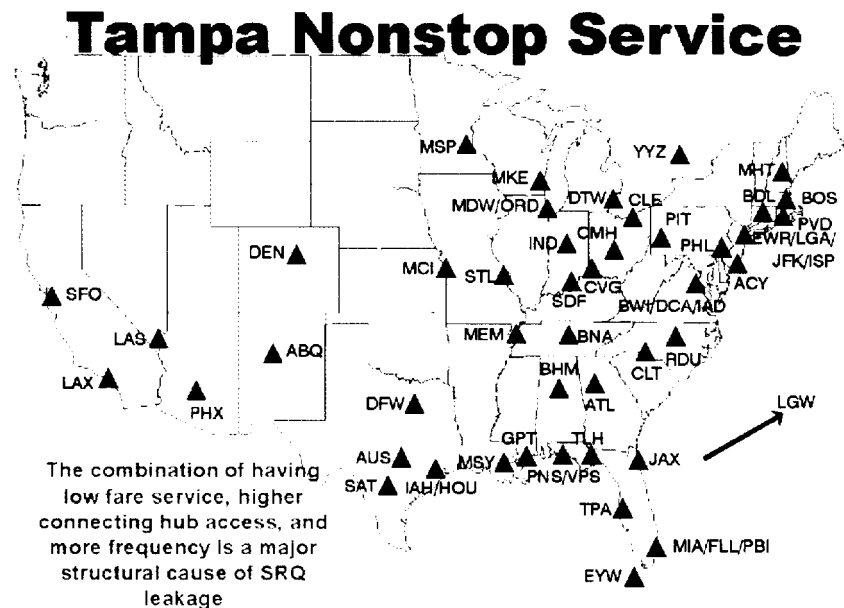 Tampa Nonstop Service
MSP
YYZ
MHT
MKE
DTW
CLE
BDL
BOS
MDW/ORD
PIT
PVD
CMH
IND
PHL
EWR/LGA/
JFK/ISP
DEN
MCI
STL
ACY
SDF
CVG
SFO
BWI/DCA/IAD
LAS
MEM
BNA
ABQ
RDU
CLT
BHM
LAX
ATL
PHX
DFW
LGW
GPT
TLH
AUS
MSY
JAX
PNS/VPS
SAT
IAH/HOU
TPA
MIA/FLL/PBI
EYW
The combination of having
low fare service, higher
connecting hub access, and
more frequency is a major
structural cause of SRQ
leakage